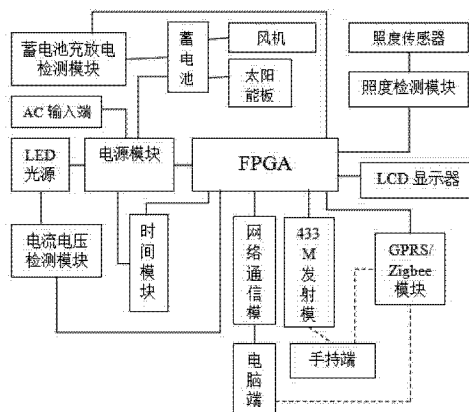 蓄电池充放电
检测模块
蓄
电
池
风机
太阳
能板
照度传感器
照度检测模块
AC 输入端
LED
光源
电源模块
FPGA
LCD 显示器
电流电压
检测模块
时
间
模
块
网
络
通
信
模
433
M
发
射
模
GPRS/
Zigbee
模块
电
脑
端
手持端